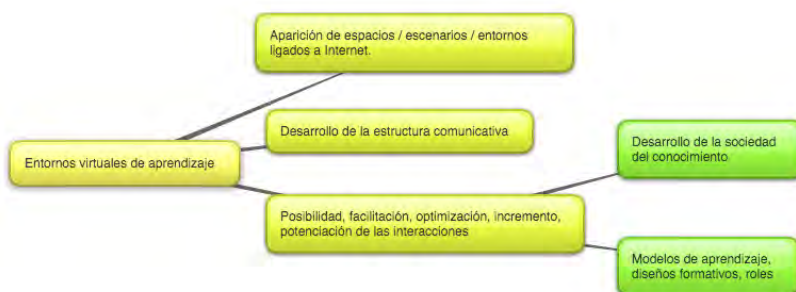 Aparición de espacios / escenarios / entornos
ligados a Internet.
Desarrollo de la estructura comunicativa
Entornos virtuales de aprendizaje
Posibilidad, facilitación, optimización, incremento,
potenciación de las interacciones
Desarrollo de la sociedad
del conocimiento
Modelos de aprendizaje,
diseños formativos, roles